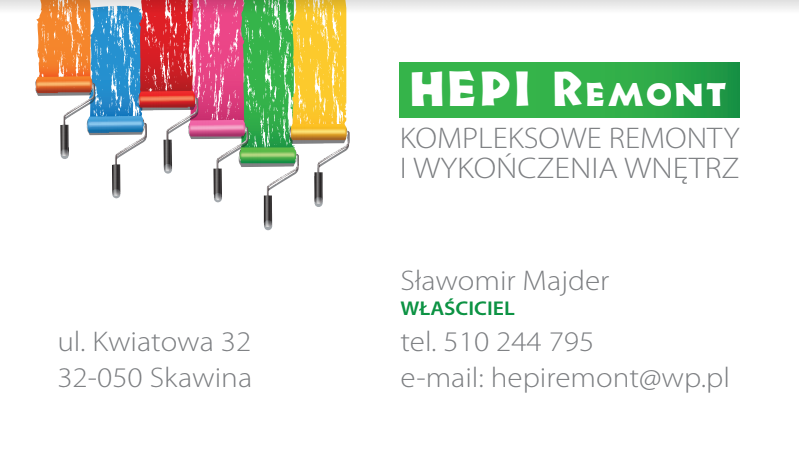 HEPI REMONT
KOMPLEKSOWE REMONTY
I WYKOŃCZENIA WNĘTRZ
Sławomir Majder
WŁAŚCICIEL
tel. 510 244 795
e-mail: hepiremont@wp.pl
ul. Kwiatowa 32
32-050 Skawina